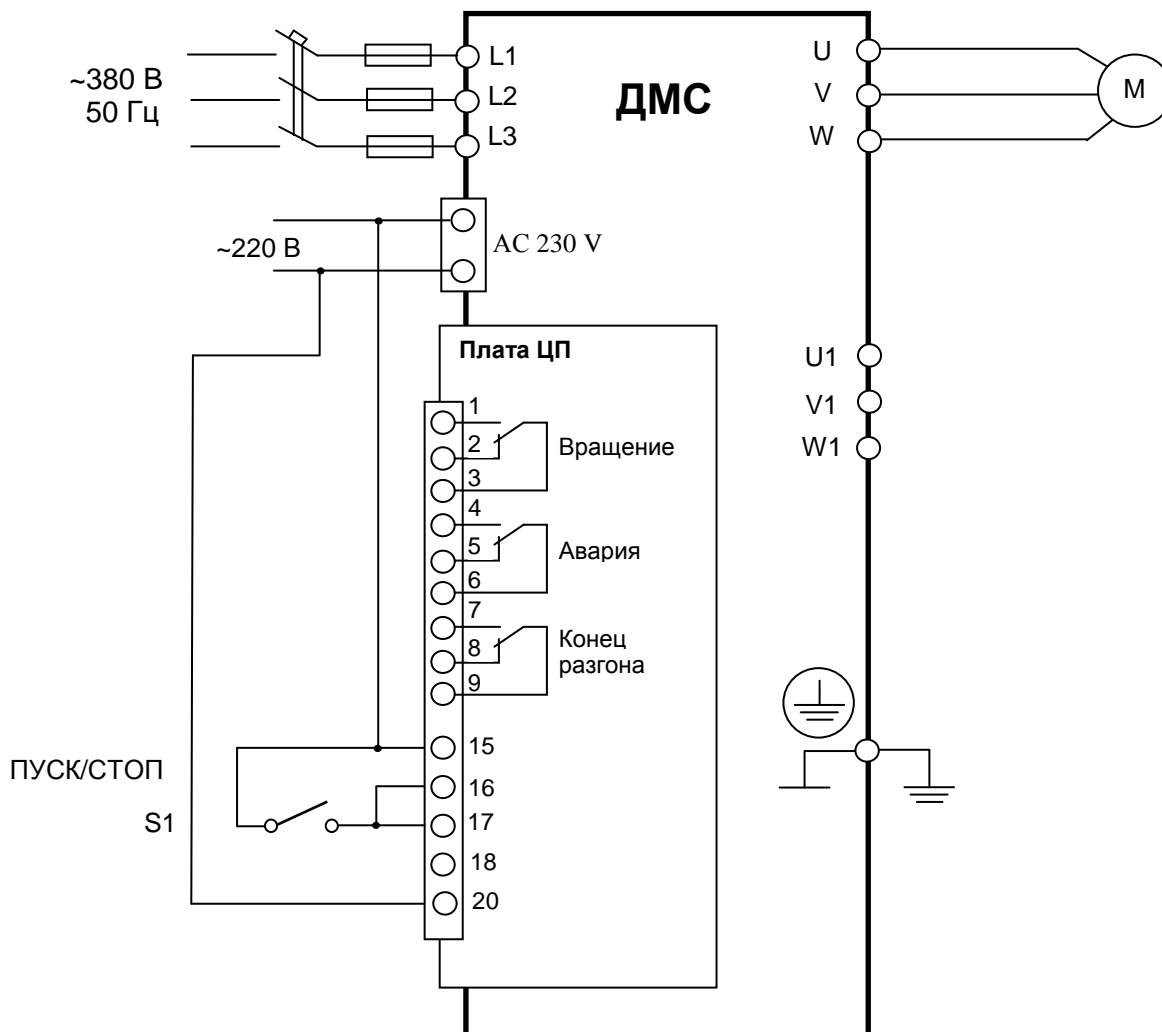 ~380 В
50 Гц
L1
L2
L3
ДМС
U
V
W
М
~220 В
AC 230 V
Плата ЦП
U1
V1
W1
1
2
3
Вращение
4
5
6
Авария
7
8
9
Конец
разгона
ПУСК/СТОП
S1
15
16
17
18
20